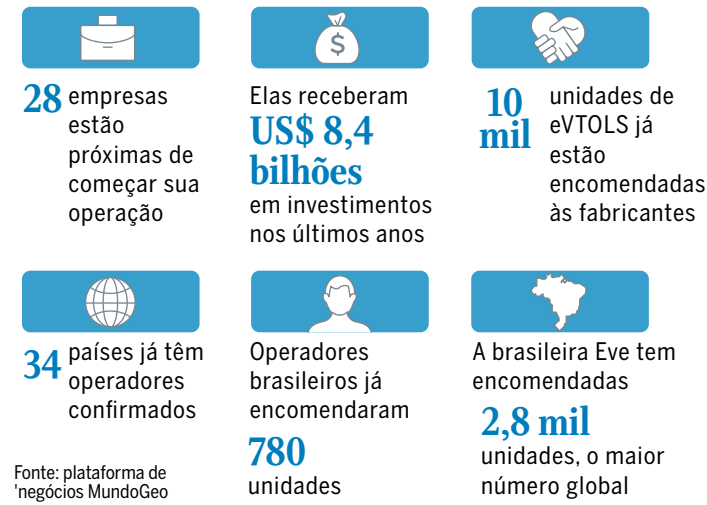 28 empresas
estão
próximas de
começar sua
operação
Elas receberam
US$ 8,4
bilhões
em investimentos
nos últimos anos
10
mil
unidades de
eVTOLS já
estão
encomendadas
às fabricantes
34 países já têm
operadores
confirmados
Operadores
brasileiros já
encomendaram
780
unidades
A brasileira Eve tem
encomendadas
2,8 mil
unidades, o maior
número global
Fonte: plataforma de
'negócios MundoGeo
$